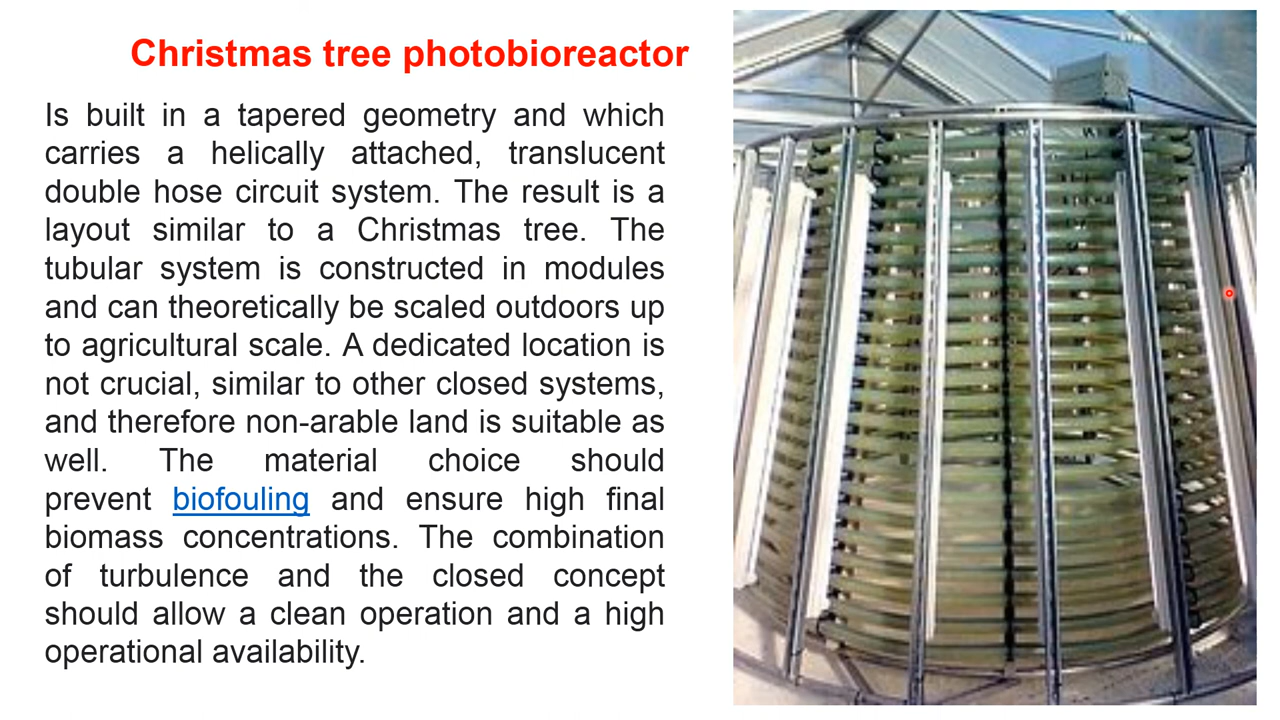 Christmas tree photobioreactor
Is built in a tapered geometry and which
carries a helically attached, translucent
double hose circuit system. The result is a
layout similar to a Christmas tree. The
tubular system is constructed in modules
and can theoretically be scaled outdoors up
to agricultural scale. A dedicated location is
not crucial, similar to other closed systems,
and therefore non-arable land is suitable as
well. The material choice should
prevent biofouling and ensure high final
biomass concentrations. The combination
of turbulence and the closed concept
should allow a clean operation and a high
operational availability.